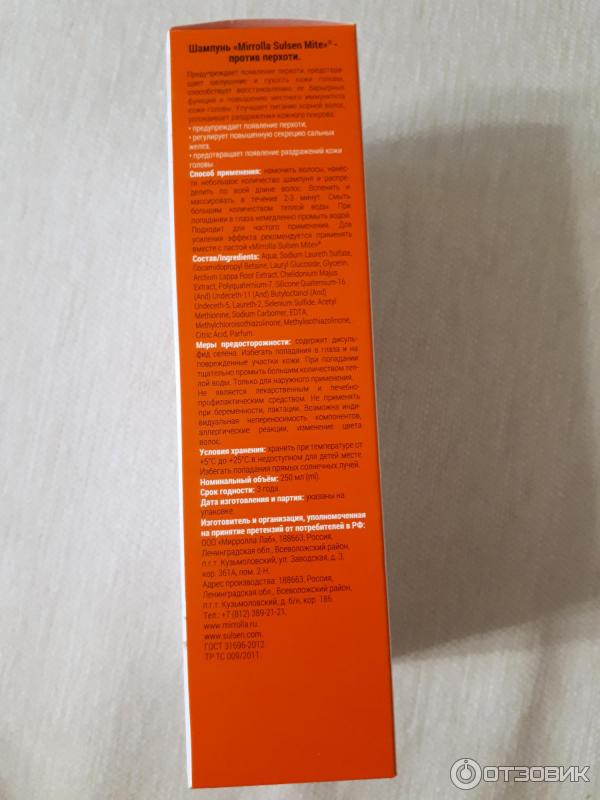 Шампунь «Mirrolla Sulsen Mite»® -
против перхоти.
Предупреждает появление перхоти, предотвра-
щает шелушение и сухость кожи головы,
способствует восстановлению ее барьерных
функций и повышению местного иммунитета
кожи головы. Улучшает питание корней волос,
успокаивает раздражения кожного покрова.
• предупреждает появление перхоти;
• регулирует повышенную секрецию сальных
желез;
• предотвращает появление раздражений кожи
головы
Способ применения: намочить волосы, нанес-
ти небольшое количество шампуня и распре-
делить по всей длине волос. Вспенить и
массировать в течение 2-3 минут. Смыть
большим количеством теплой воды. При
попадании в глаза немедленно промыть водой.
Подходит для частого применения. Для
усиления эффекта рекомендуется применять
вместе с пастой «Mirrolla Sulsen Mite»®
Состав/Ingredients: Aqua, Sodium Laureth Sulfate,
Cocamidopropyl Betaine, Lauryl Glucoside, Glycerin,
Arctium Lappa Root Extract, Chelidonium Majus
Extract, Polyquaternium-7, Silicone Quaternium-16
(And) Undeceth-11 (And) Butyloctanol (And)
Undeceth-5, Laureth-2, Selenium Sulfide, Acetyl
Methionine, Sodium Carbomer, EDTA,
Methylchloroisothiazolinone, Methylisothiazolinone,
Citric Acid, Parfum.
Меры предосторожности: содержит дисуль-
фид селена. Избегать попадания в глаза и на
поврежденные участки кожи. При попадании
тщательно промыть большим количеством теп-
лой воды. Только для наружного применения.
Не является лекарственным и лечебно-
профилактическим средством. Не применять
при беременности, лактации. Возможна инди-
видуальная непереносимость компонентов,
аллергические реакции, изменение цвета
волос.
Условия хранения: хранить при температуре от
+5°С до +25°С в недоступном для детей месте.
Избегать попадания прямых солнечных лучей.
Номинальный объём: 250 мл (ml).
Срок годности: 3 года.
Дата изготовления и партия: указаны на
упаковке.
Изготовитель и организация, уполномоченная
на принятие претензий от потребителей в РФ:
ООО «Мирролла Лаб», 188663, Россия,
Ленинградская обл., Всеволожский район,
п.г.т. Кузьмоловский, ул. Заводская, д. 3,
кор. 361А, пом. 2-Н.
Адрес производства: 188663, Россия,
Ленинградская обл., Всеволожский район,
п.г.т. Кузьмоловский, д. б/н, кор. 186.
Тел.: +7 (812) 389-21-21.
www.mirrolla.ru.
www.sulsen.com.
ГОСТ 31696-2012
ТР ТС 009/2011.
ОТЗОВИК